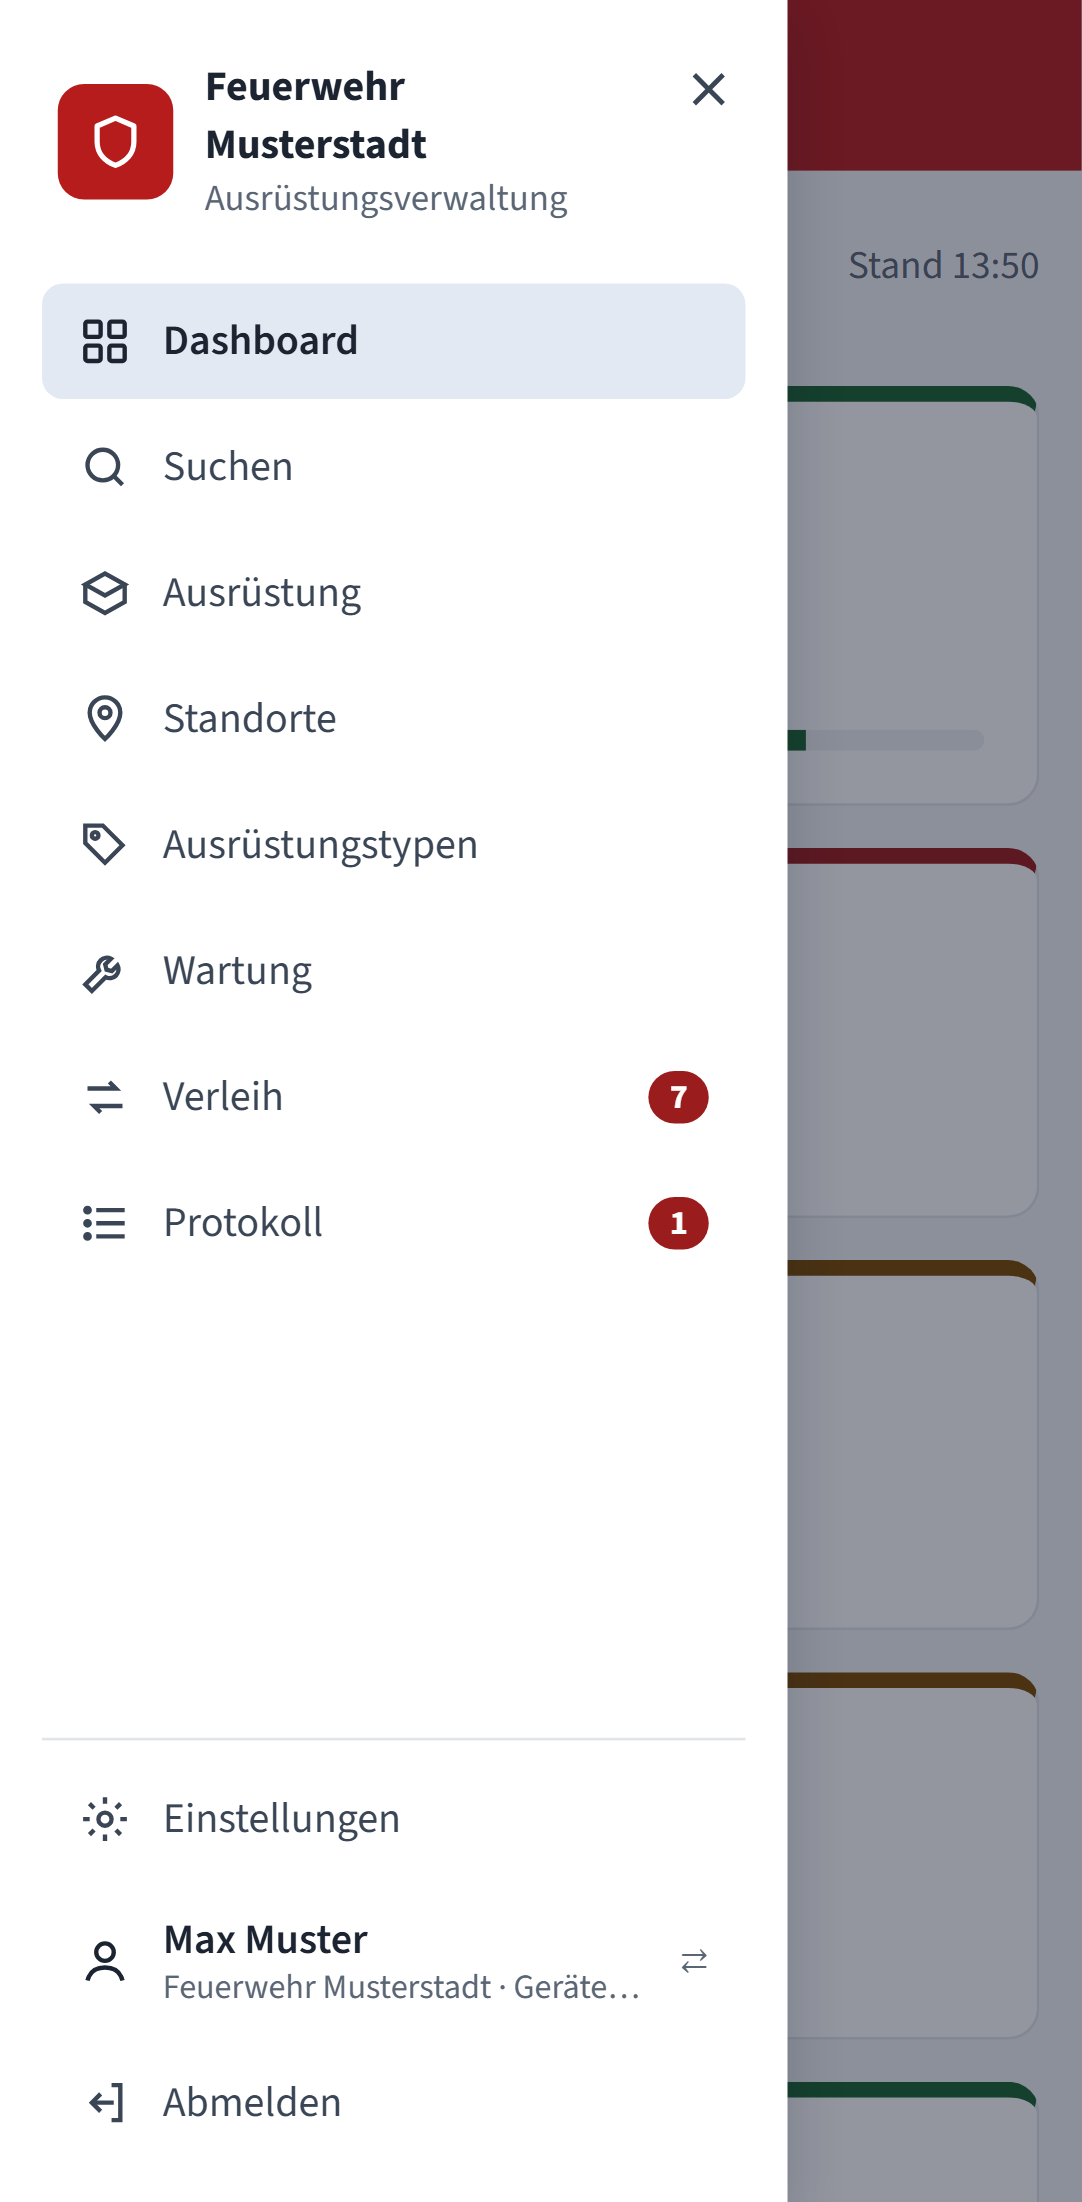 Feuerwehr
Musterstadt
Ausrüstungsverwaltung
Stand 13:50
Dashboard
Suchen
Ausrüstung
Standorte
Ausrüstungstypen
Wartung
Verleih 7
Protokoll 1
Einstellungen
Max Muster
Feuerwehr Musterstadt · Geräte...
Abmelden